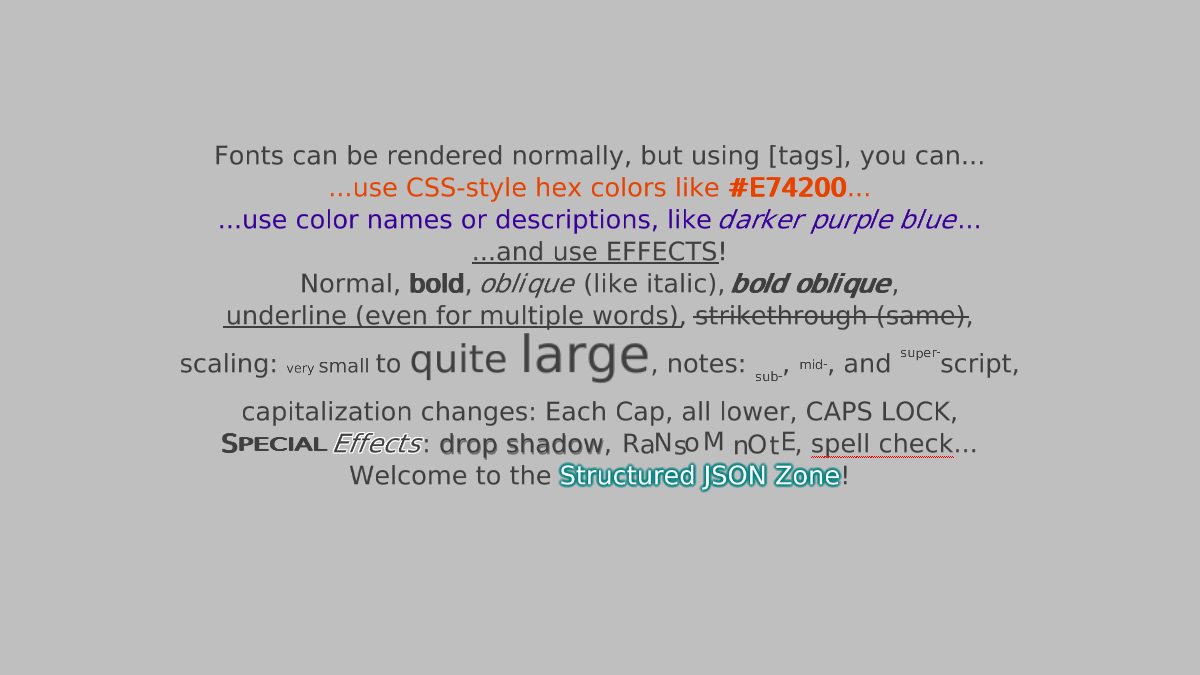 Fonts can be rendered normally, but using [tags], you can...
...use CSS-style hex colors like #E74200...
...use color names or descriptions, like darker purple blue...
...and use EFFECTS!
Normal, bold, oblique (like italic), bold oblique,
underline (even for multiple words), strikethrough (same),
scaling: very small to quite large, notes: sub-, mid-, and super-script,
capitalization changes: Each Cap, all lower, CAPS LOCK,
SPECIAL Effects: drop shadow, RaNsoM nOtE, spell check...
Welcome to the Structured JSON Zone!